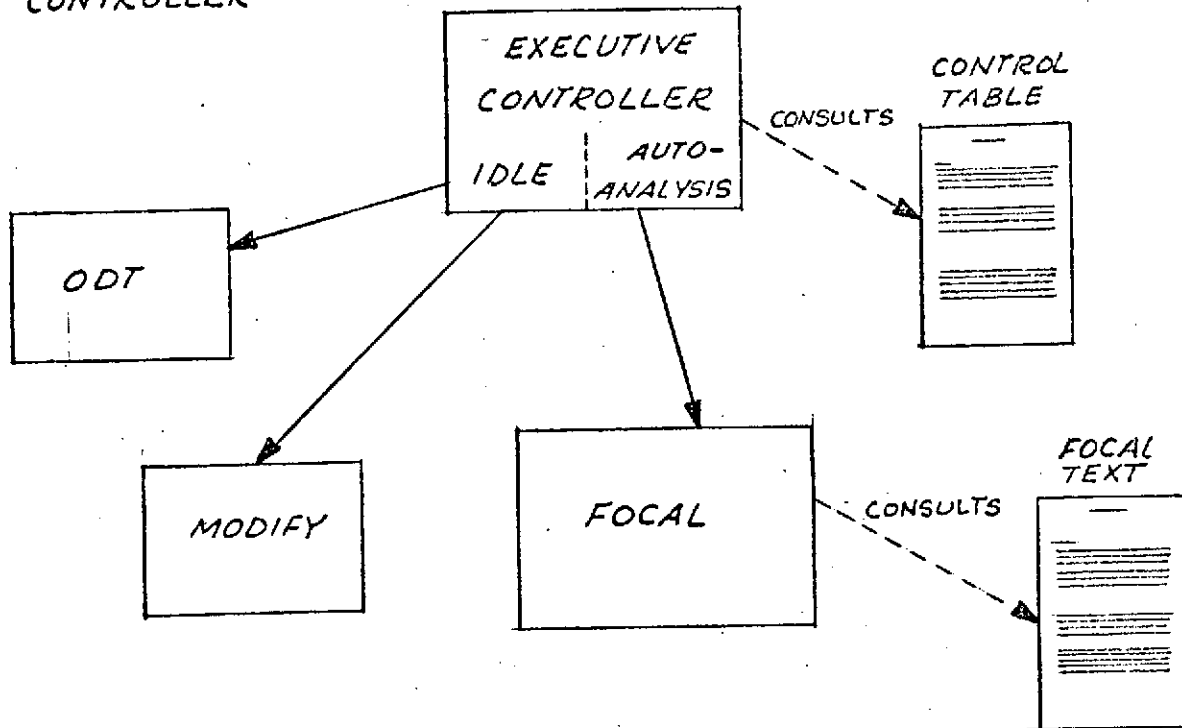 CONTROLLER
EXECUTIVE
CONTROLLER
IDLE
AUTO-
ANALYSIS
CONSULTS
CONTROL
TABLE
ODT
MODIFY
FOCAL
CONSULTS
FOCAL
TEXT